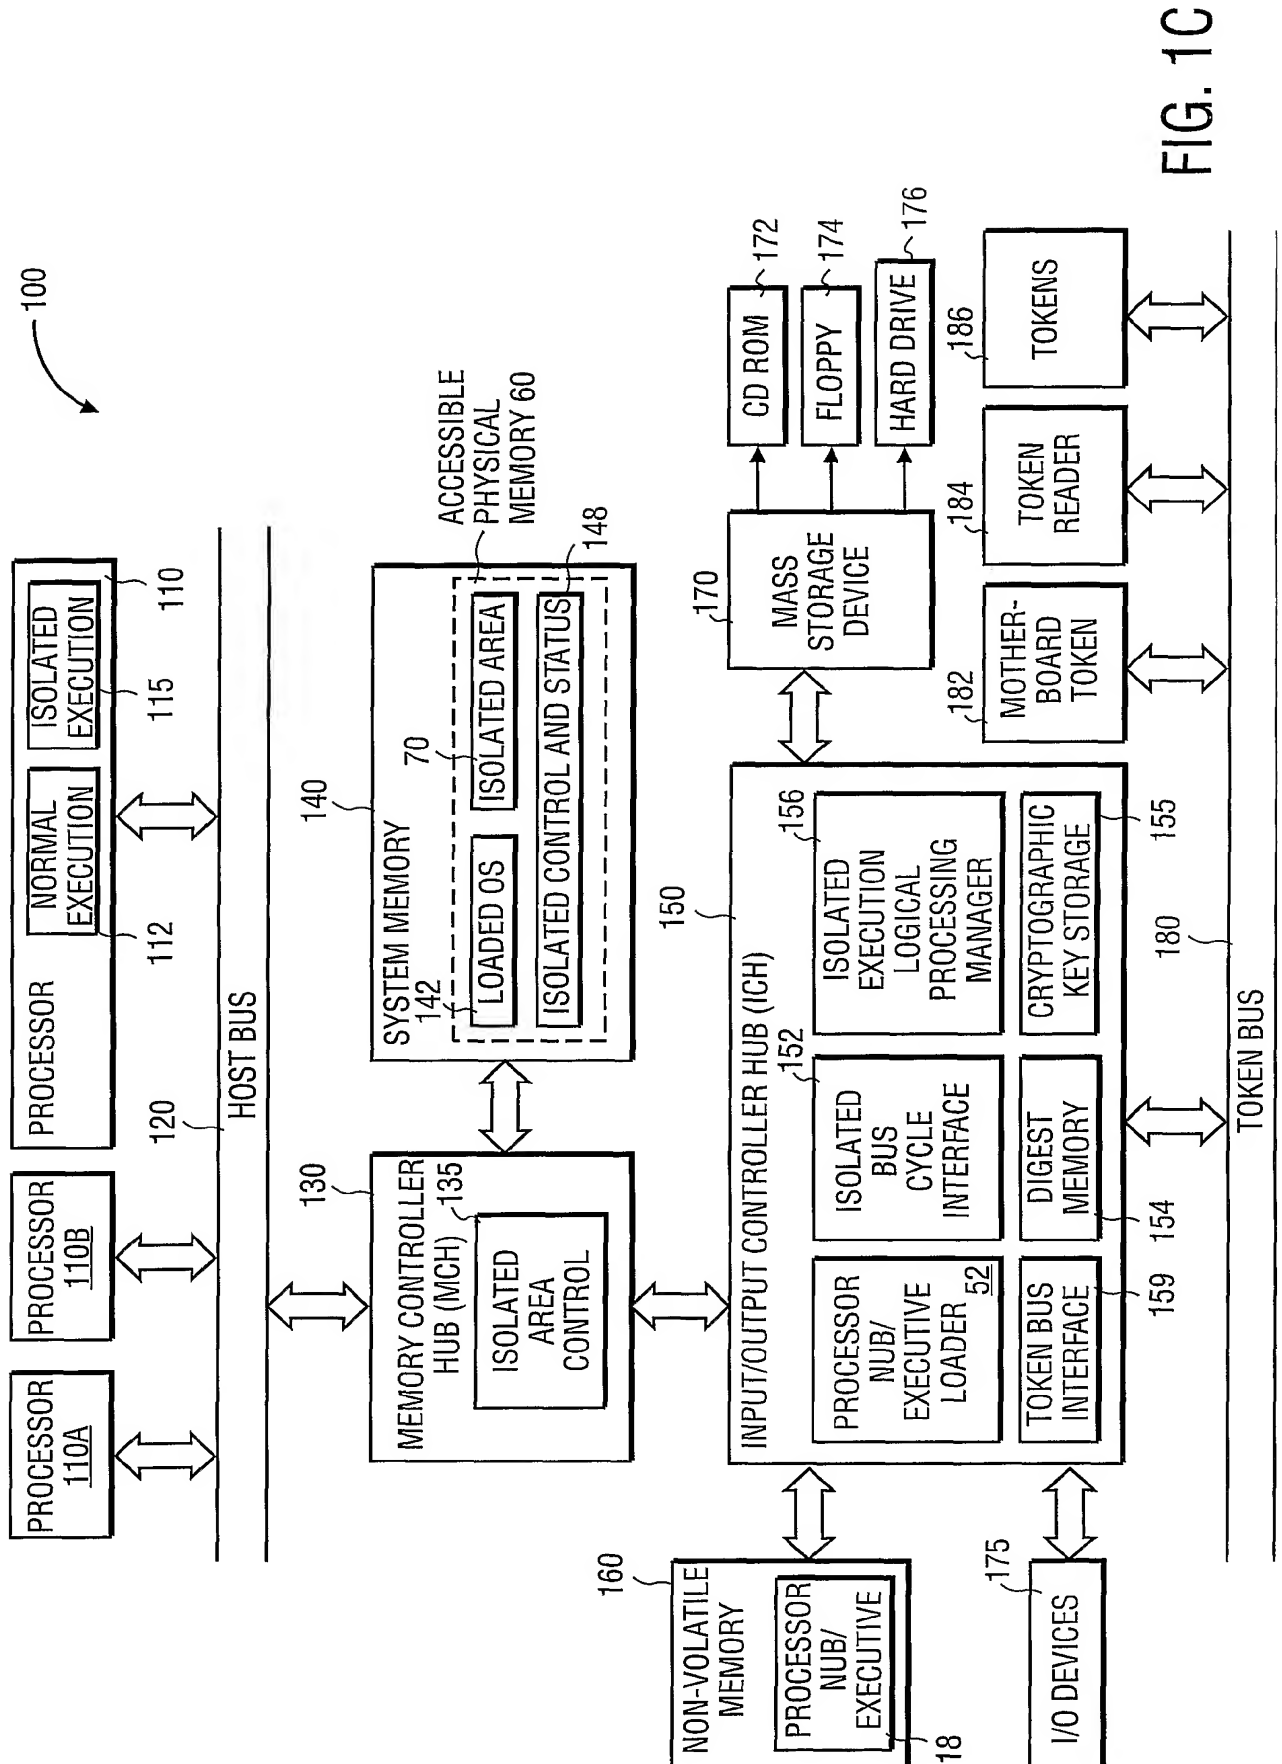 100
PROCESSOR
110A
PROCESSOR
110B
PROCESSOR
NORMAL
EXECUTION
112
ISOLATED
EXECUTION
115
110
120
HOST BUS
130
MEMORY CONTROLLER
HUB (MCH)
135
ISOLATED
AREA
CONTROL
140
SYSTEM MEMORY
142
LOADED OS
70
ISOLATED AREA
ISOLATED CONTROL AND STATUS
148
ACCESSIBLE
PHYSICAL
MEMORY 60
150
INPUT/OUTPUT CONTROLLER HUB (ICH)
PROCESSOR
NUB/
EXECUTIVE
LOADER
52
152
ISOLATED
BUS
CYCLE
INTERFACE
156
ISOLATED
EXECUTION
LOGICAL
PROCESSING
MANAGER
TOKEN BUS
INTERFACE
159
DIGEST
MEMORY
154
CRYPTOGRAPHIC
KEY STORAGE
155
160
NON-VOLATILE
MEMORY
PROCESSOR
NUB/
EXECUTIVE
18
175
I/O DEVICES
170
MASS
STORAGE
DEVICE
CD ROM
172
FLOPPY
174
HARD DRIVE
176
182
MOTHER-
BOARD
TOKEN
184
TOKEN
READER
186
TOKENS
180
TOKEN BUS
FIG. 1C